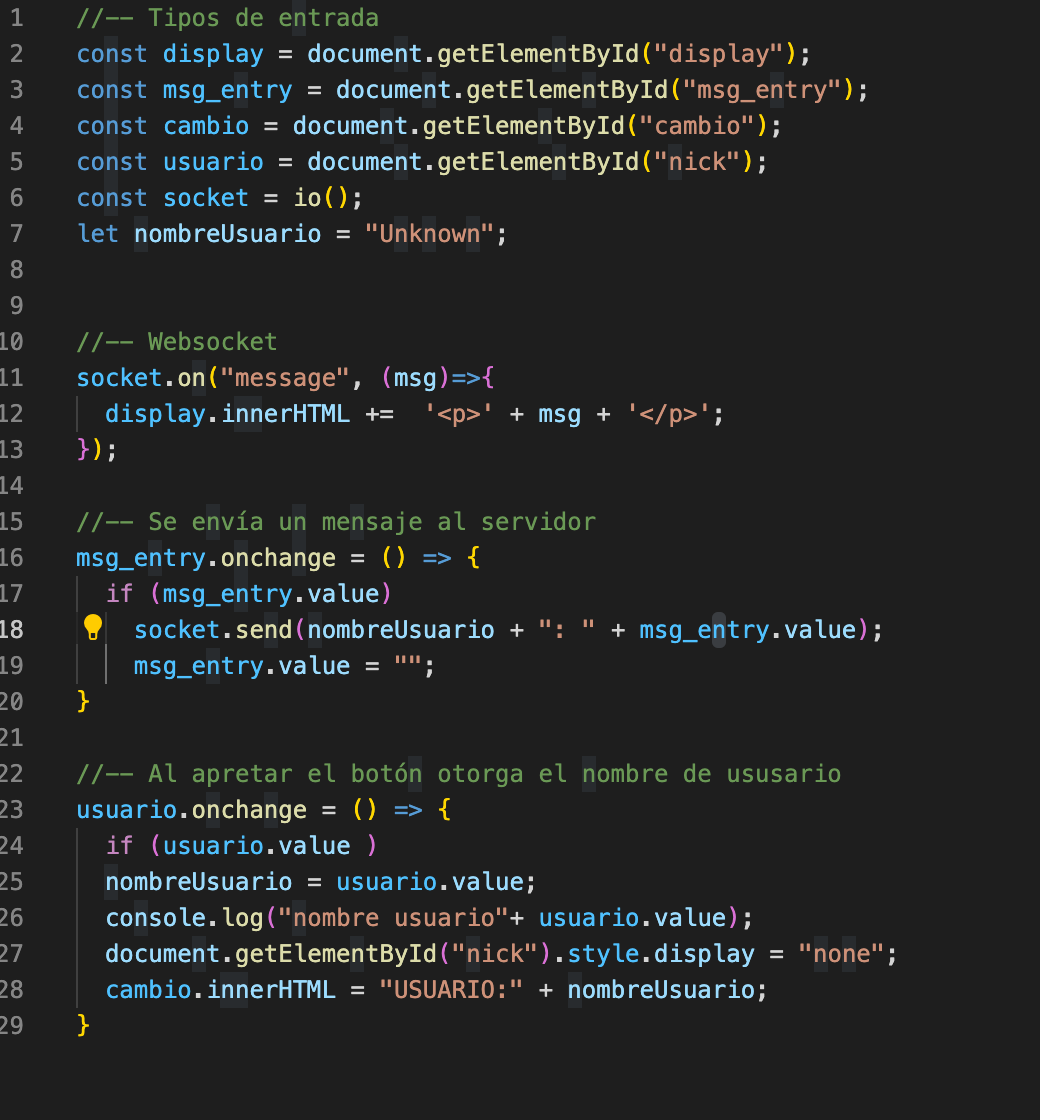 1 //-- Tipos de entrada
2 const display = document.getElementById("display");
3 const msg_entry = document.getElementById("msg_entry");
4 const cambio = document.getElementById("cambio");
5 const usuario = document.getElementById("nick");
6 const socket = io();
7 let nombreUsuario = "Unknown";
8
9
10 //-- Websocket
11 socket.on("message", (msg)=>{
12   display.innerHTML +=  '<p>' + msg + '</p>';
13 });
14
15 //-- Se envía un mensaje al servidor
16 msg_entry.onchange = () => {
17   if (msg_entry.value)
18     socket.send(nombreUsuario + ": " + msg_entry.value);
19     msg_entry.value = "";
20 }
21
22 //-- Al apretar el botón otorga el nombre de ususario
23 usuario.onchange = () => {
24   if (usuario.value )
25   nombreUsuario = usuario.value;
26   console.log("nombre usuario"+ usuario.value);
27   document.getElementById("nick").style.display = "none";
28   cambio.innerHTML = "USUARIO:" + nombreUsuario;
29 }